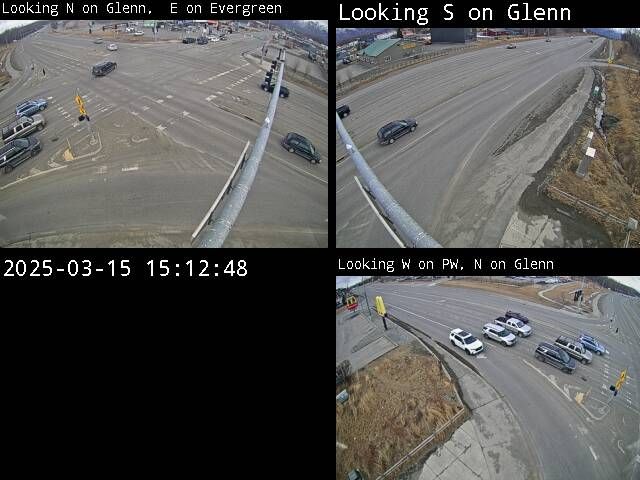 Looking N on Glenn,  E on Evergreen
Looking S on Glenn
2025-03-15 15:12:48
Looking W on PW, N on Glenn